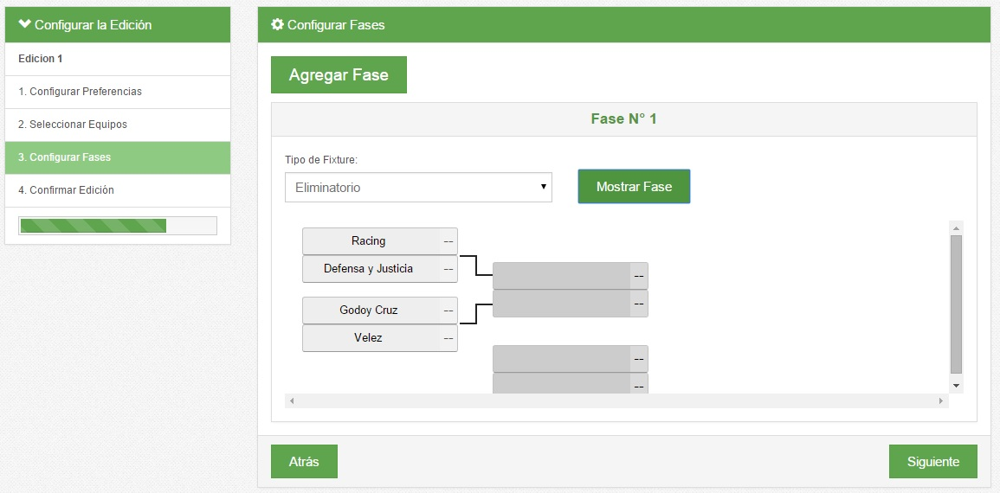 Configurar la Edición
Edicion 1
1. Configurar Preferencias
2. Seleccionar Equipos
3. Configurar Fases
4. Confirmar Edición
Configurar Fases
Agregar Fase
Fase N° 1
Tipo de Fixture:
Eliminatorio
Mostrar Fase
Racing --
Defensa y Justicia --
Godoy Cruz --
Velez --
--
--
--
--
Atrás
Siguiente